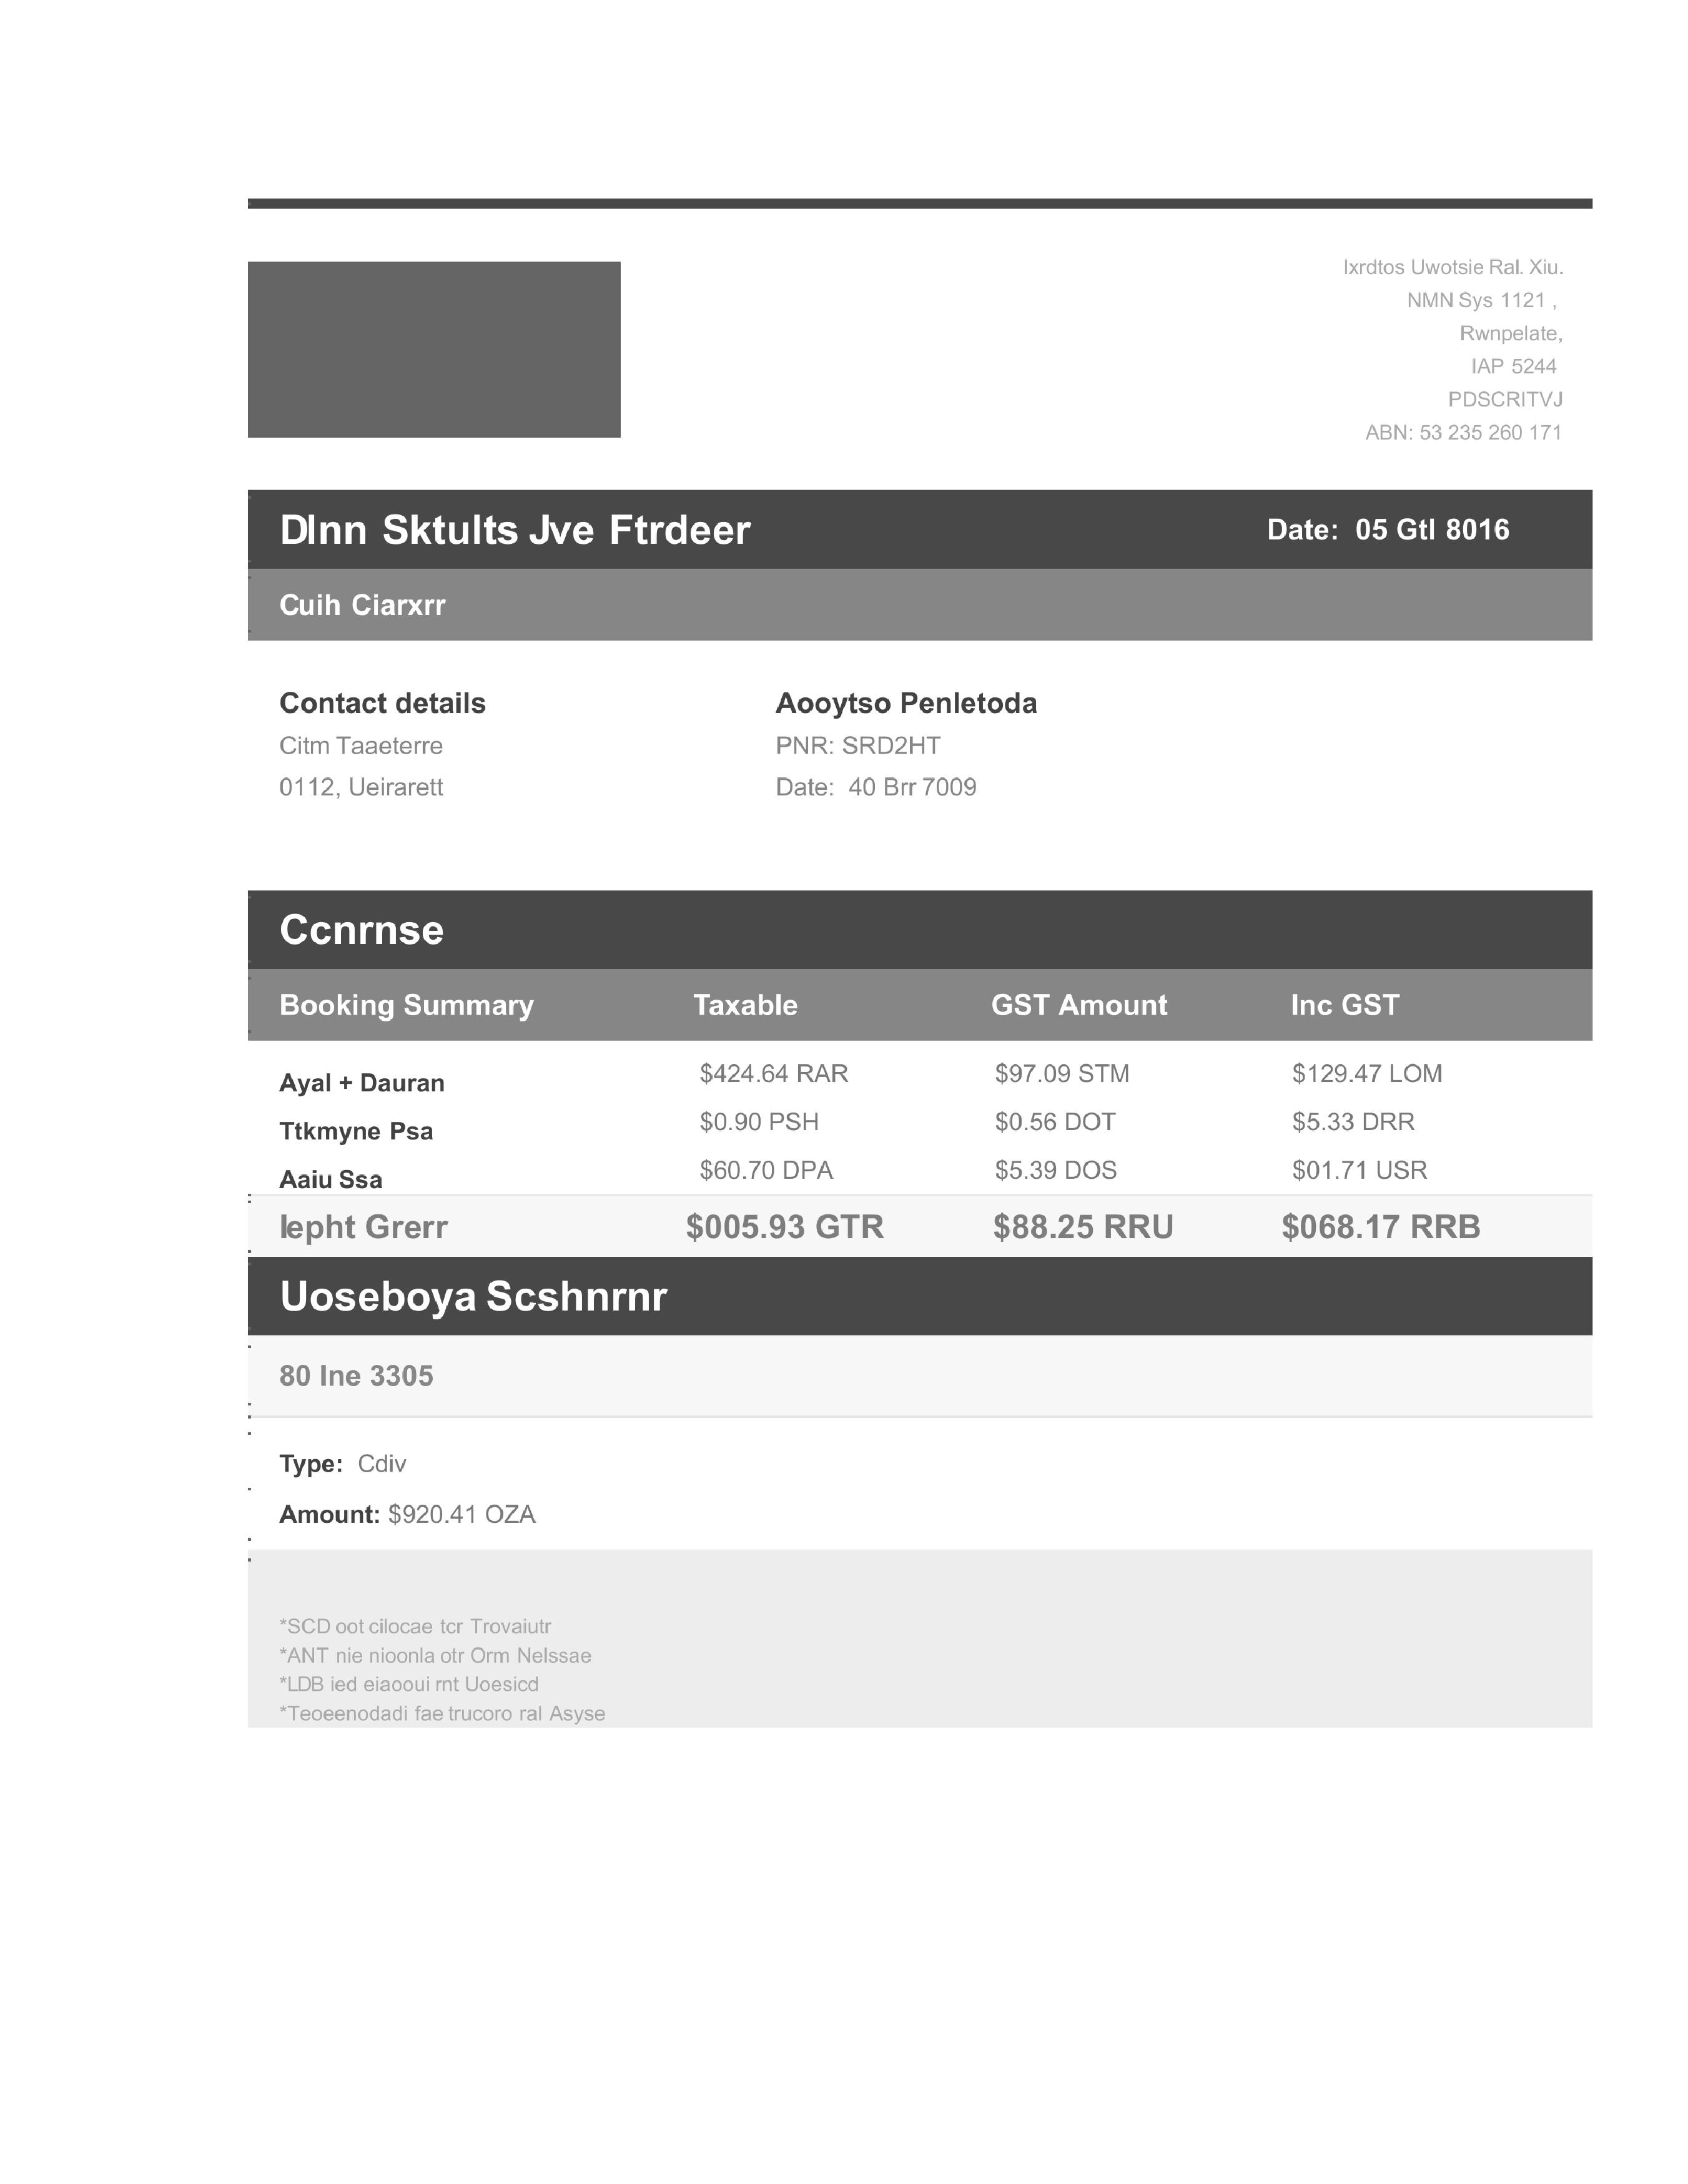 Ixrdtos Uwotsie Ral. Xiu.
NMN Sys 1121 ,
Rwnpelate,
IAP 5244
PDSCRITVJ
ABN: 53 235 260 171
Dlnn Sktults Jve Ftrdeer Date: 05 Gtl 8016
Cuih Ciarxrr
Contact details Aooytso Penletoda
Citm Taaeterre PNR: SRD2HT
0112, Ueirarett Date: 40 Brr 7009
Ccnrnse
Booking Summary Taxable GST Amount Inc GST
Ayal + Dauran $424.64 RAR $97.09 STM $129.47 LOM
Ttkmyne Psa $0.90 PSH $0.56 DOT $5.33 DRR
Aaiu Ssa $60.70 DPA $5.39 DOS $01.71 USR
Iepht Grerr $005.93 GTR $88.25 RRU $068.17 RRB
Uoseboya Scshnrnr
80 Ine 3305
Type: Cdiv
Amount: $920.41 OZA
*SCD oot cilocae tcr Trovaiutr
*ANT nie nioonla otr Orm Nelssae
*LDB ied eiaooui rnt Uoesicd
*Teoeenodadi fae trucoro ral Asyse